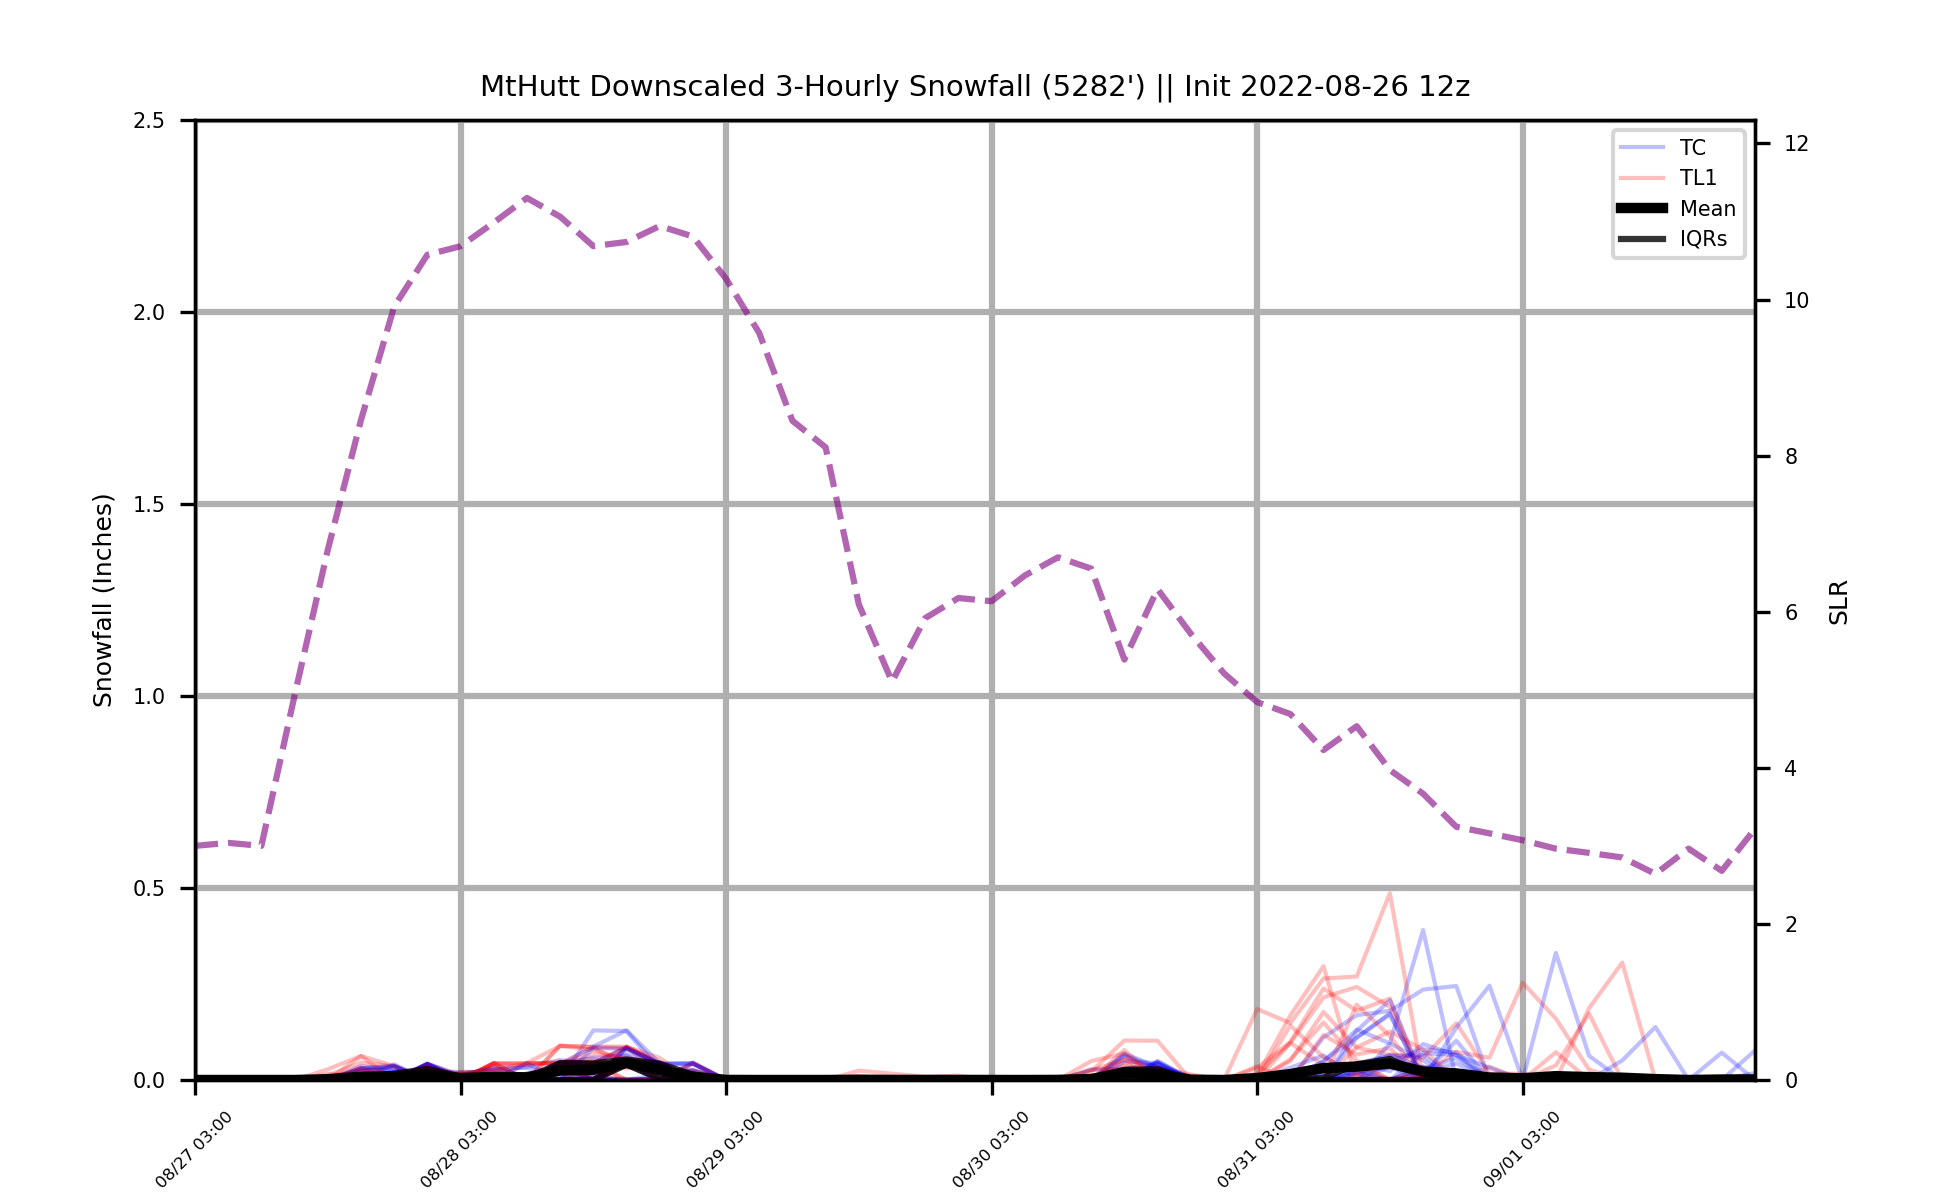 MtHutt Downscaled 3-Hourly Snowfall (5282') || Init 2022-08-26 12z
2.5
2.0
1.5
1.0
0.5
0.0
Snowfall (Inches)
TC
TL1
Mean
IQRs
12
10
8
6
4
2
0
SLR
08/27 03:00
08/28 03:00
08/29 03:00
08/30 03:00
08/31 03:00
09/01 03:00